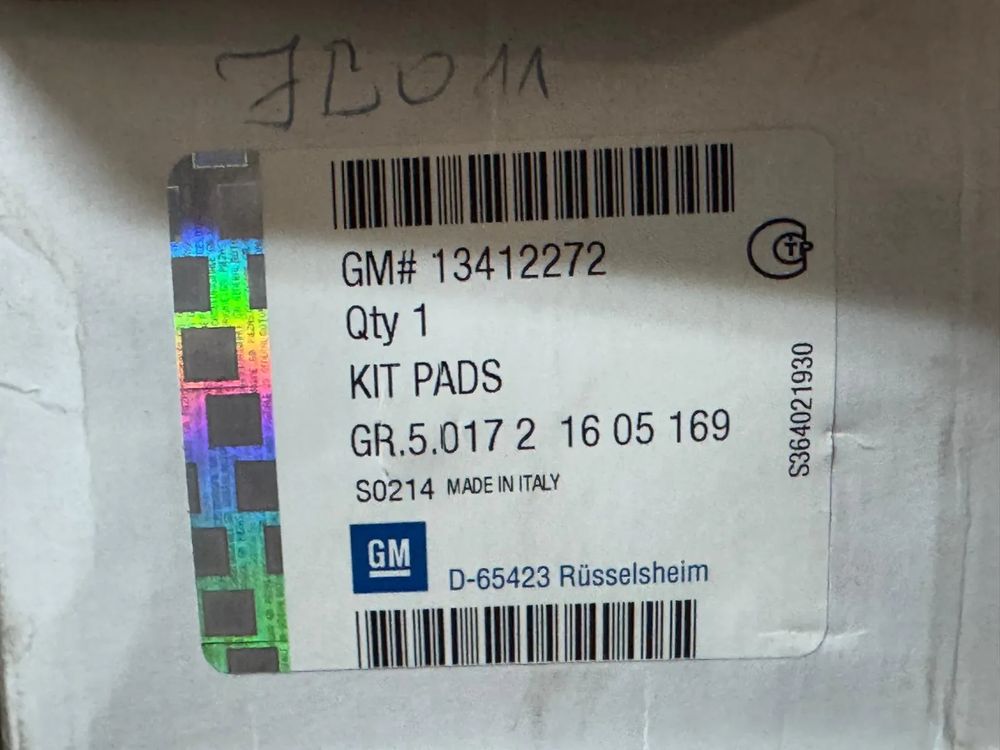 GM# 13412272
Qty 1
KIT PADS
GR.5.017 2 16 05 169
S0214 MADE IN ITALY
GM
D-65423 Rüsselsheim
S364021930